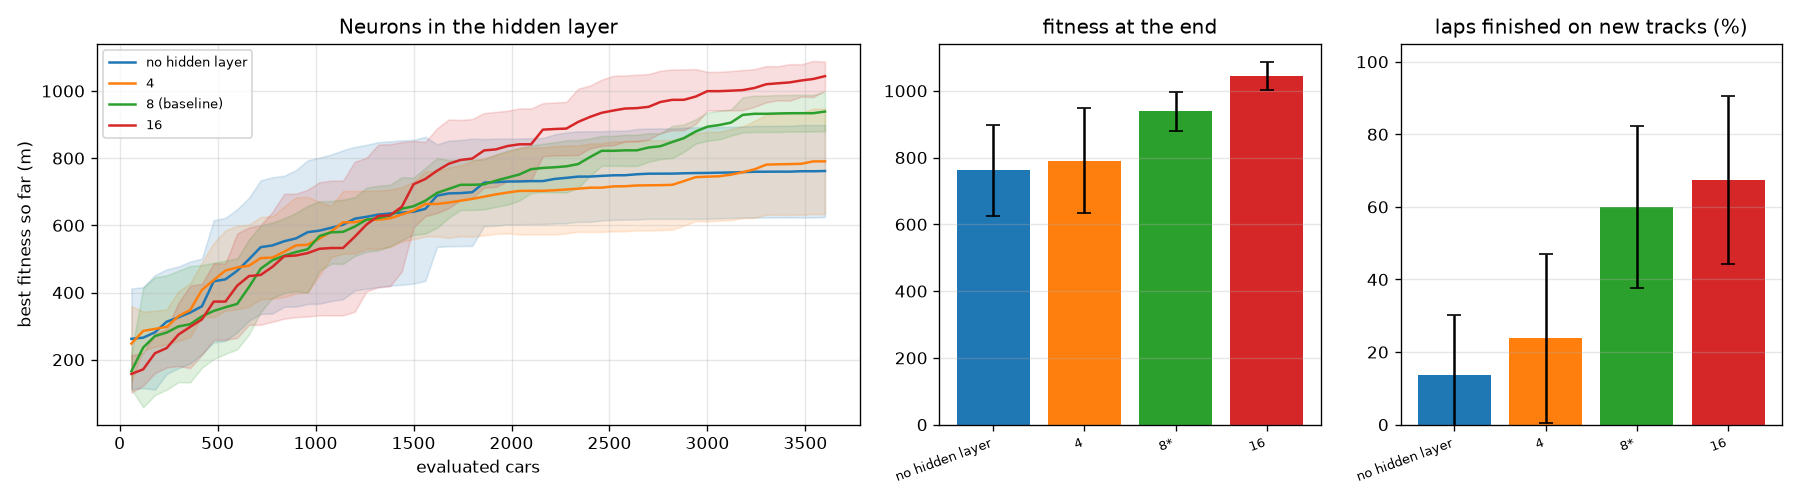 Neurons in the hidden layer
best fitness so far (m)
1000
800
600
400
200
no hidden layer
4
8 (baseline)
16
0 500 1000 1500 2000 2500 3000 3500
evaluated cars
fitness at the end
1000
800
600
400
200
0
no hidden layer 4 8* 16
laps finished on new tracks (%)
100
80
60
40
20
0
no hidden layer 4 8* 16